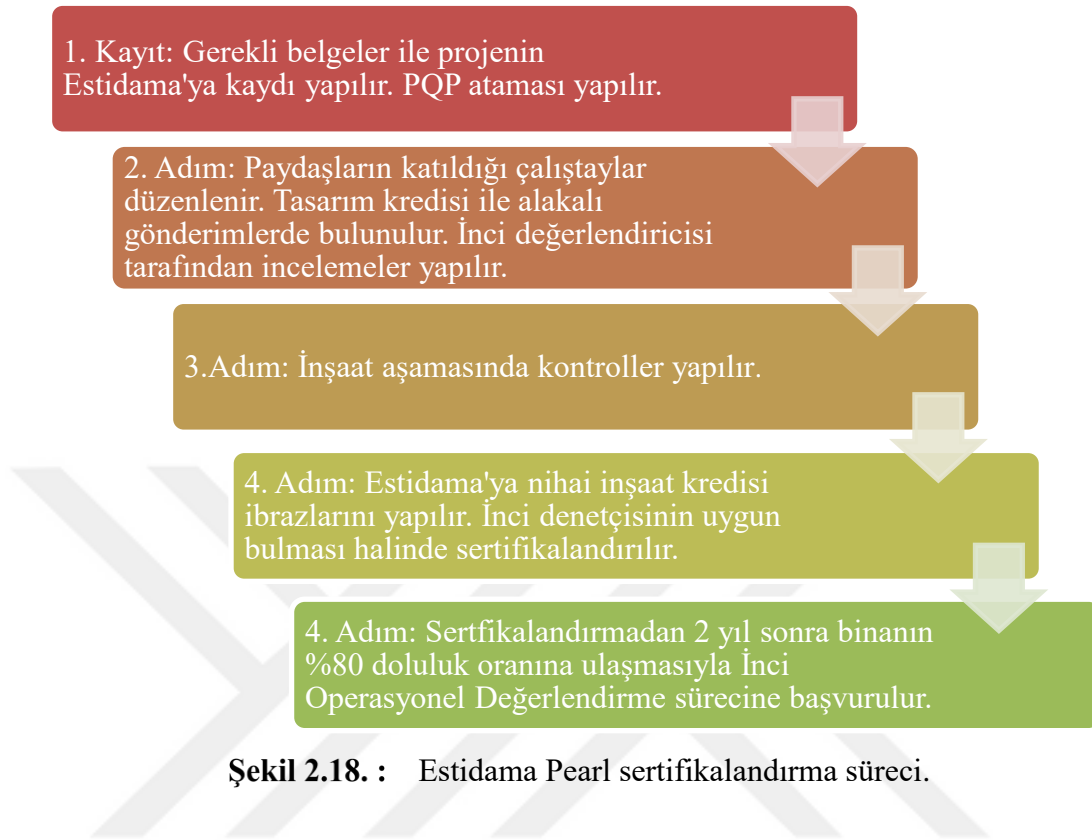 1. Kayıt: Gerekli belgeler ile projenin
Estidama'ya kaydı yapılır. PQP ataması yapılır.
2. Adım: Paydaşların katıldığı çalıştaylar
düzenlenir. Tasarım kredisi ile alakalı
gönderimlerde bulunulur. İnci değerlendiricisi
tarafından incelemeler yapılır.
3.Adım: İnşaat aşamasında kontroller yapılır.
4. Adım: Estidama'ya nihai inşaat kredisi
ibrazlarını yapılır. İnci denetçisinin uygun
bulması halinde sertifikalandırılır.
4. Adım: Sertfikalandırmadan 2 yıl sonra binanın
%80 doluluk oranına ulaşmasıyla İnci
Operasyonel Değerlendirme sürecine başvurulur.
Şekil 2.18. : Estidama Pearl sertifikalandırma süreci.